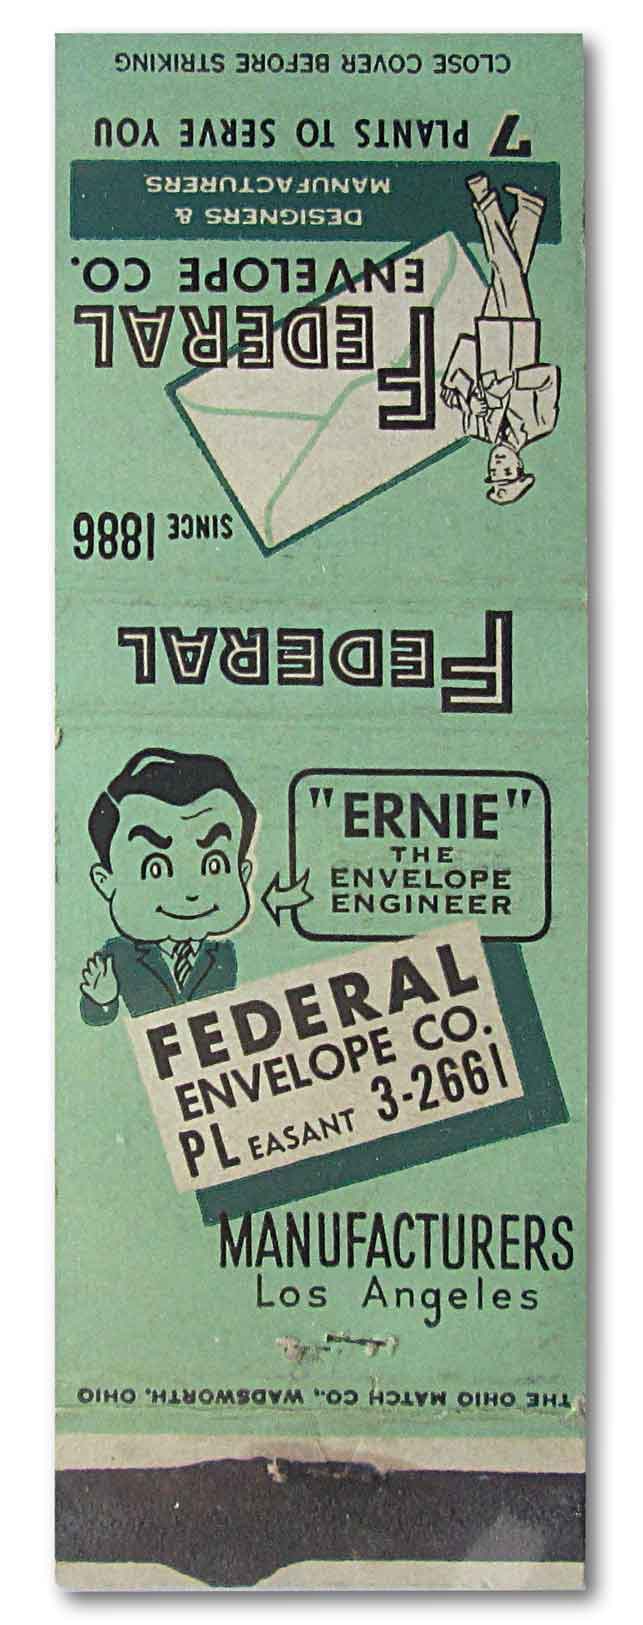 CLOSE COVER BEFORE STRIKING
7 PLANTS TO SERVE YOU
DESIGNERS &
MANUFACTURERS
FEDERAL
ENVELOPE CO.
SINCE 1886
FEDERAL
"ERNIE"
THE
ENVELOPE
ENGINEER
FEDERAL
ENVELOPE CO.
PLEASANT 3-2661
MANUFACTURERS
Los Angeles
THE OHIO MATCH CO., WADSWORTH, OHIO